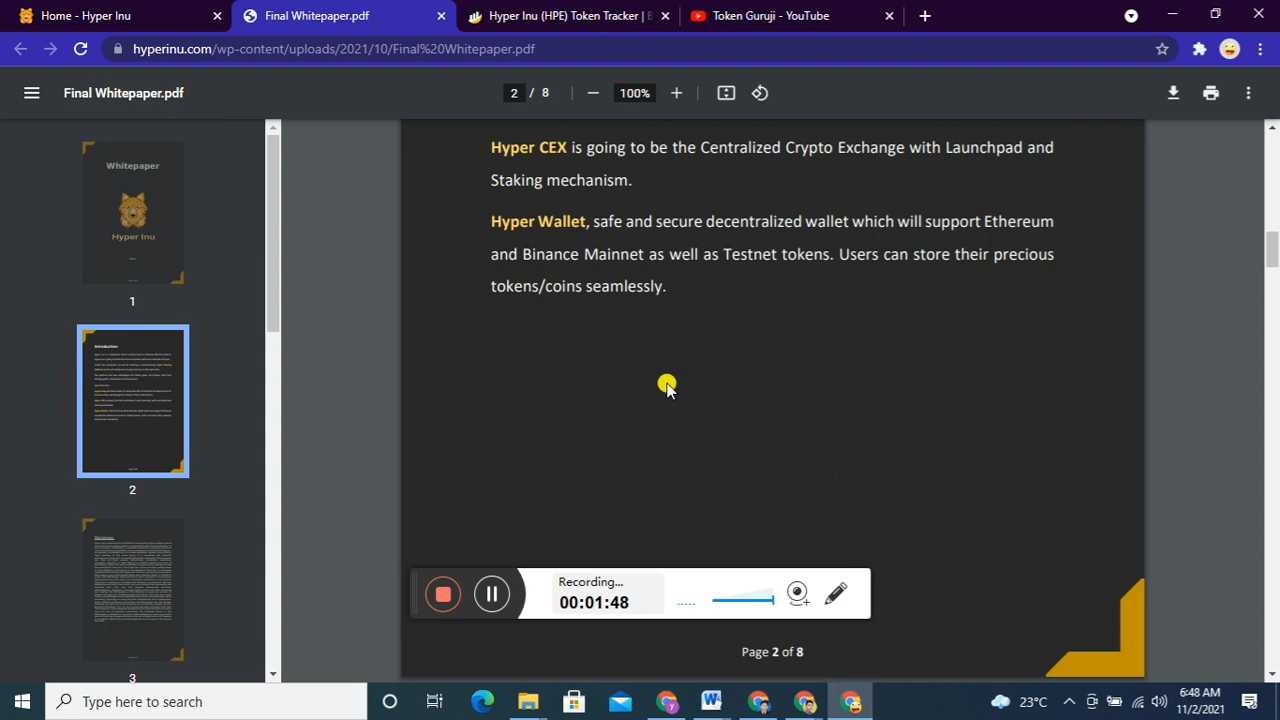 Home - Hyper Inu
Final Whitepaper.pdf
Hyper Inu (HPE) Token Tracker | B
Token Guruji - YouTube
hyperinu.com/wp-content/uploads/2021/10/Final%20Whitepaper.pdf
Final Whitepaper.pdf
2 / 8
100%
Whitepaper
Hyper Inu
1
Introduction
2
Disclaimer
3
Hyper CEX is going to be the Centralized Crypto Exchange with Launchpad and
Staking mechanism.
Hyper Wallet, safe and secure decentralized wallet which will support Ethereum
and Binance Mainnet as well as Testnet tokens. Users can store their precious
tokens/coins seamlessly.
Recording...
00:01:48
Page 2 of 8
Type here to search
23°C
6:48 AM
11/2/2021